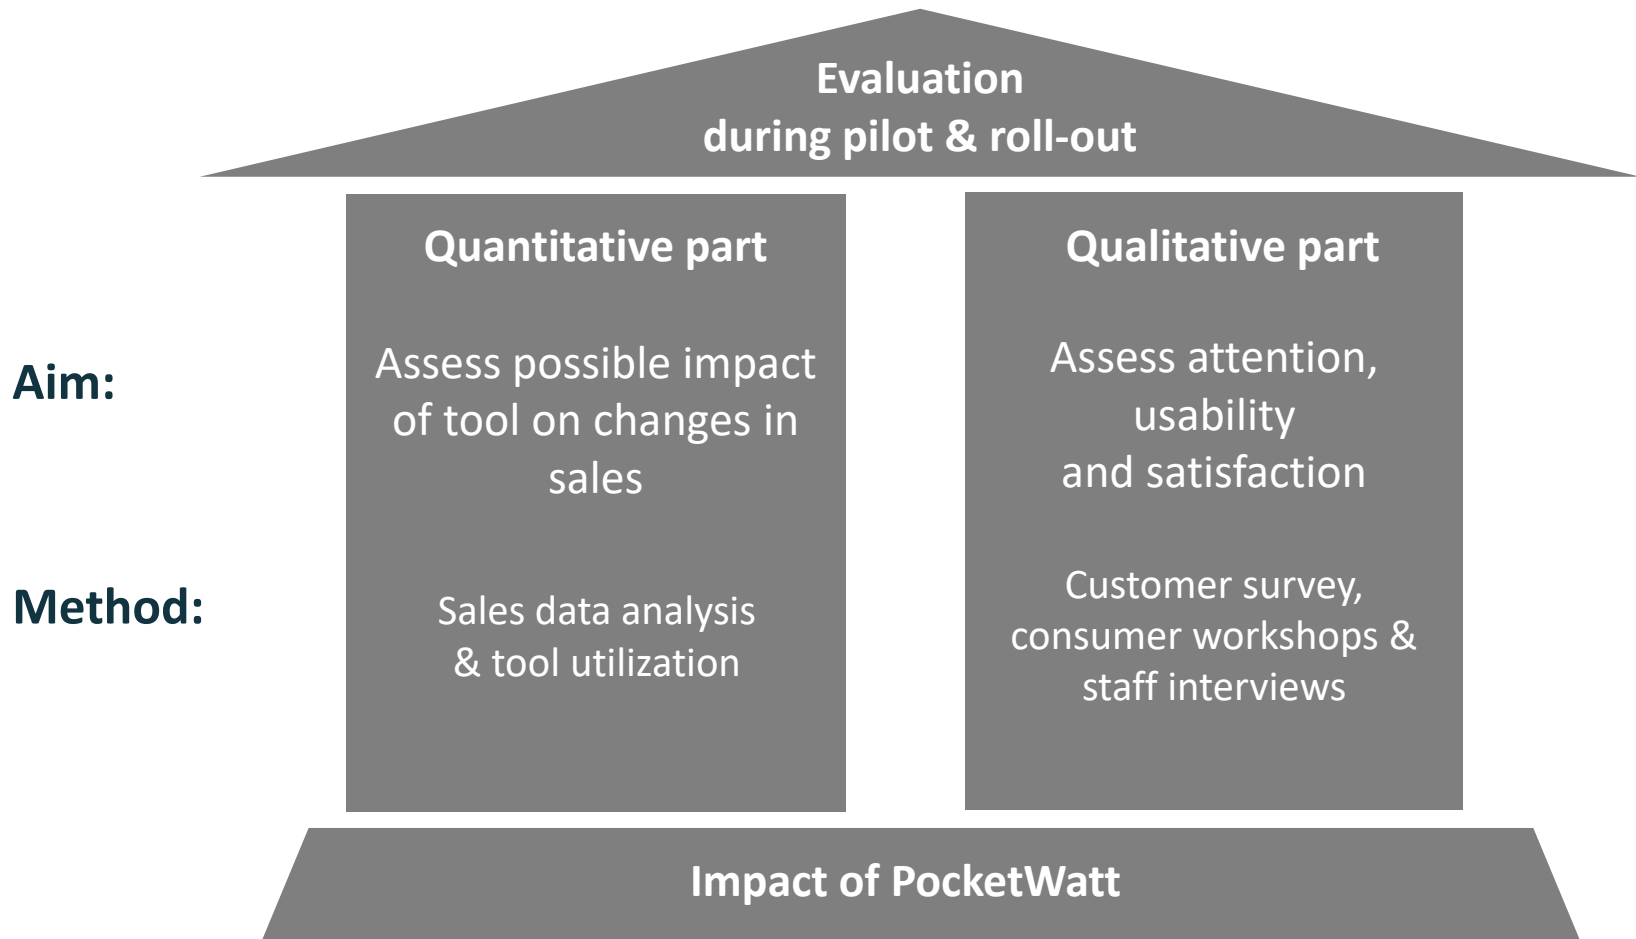 Evaluation
during pilot & roll-out
Quantitative part
Qualitative part
Aim:
Assess possible impact
of tool on changes in
sales
Assess attention,
usability
and satisfaction
Method:
Sales data analysis
& tool utilization
Customer survey,
consumer workshops &
staff interviews
Impact of PocketWatt